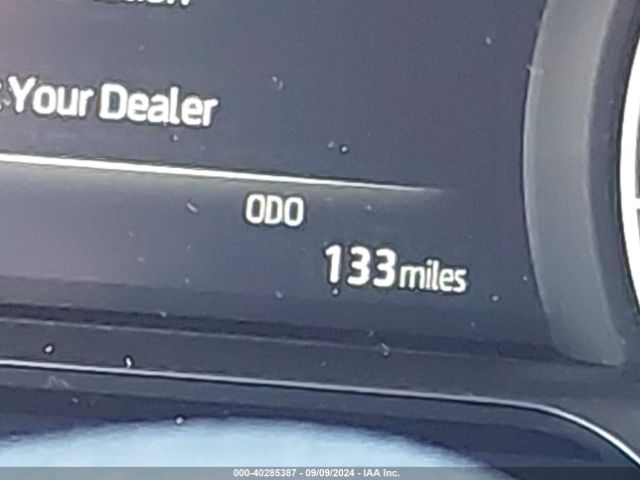 Your Dealer
ODO
133 miles
000-40285387 - 09/09/2024 - IAA Inc.